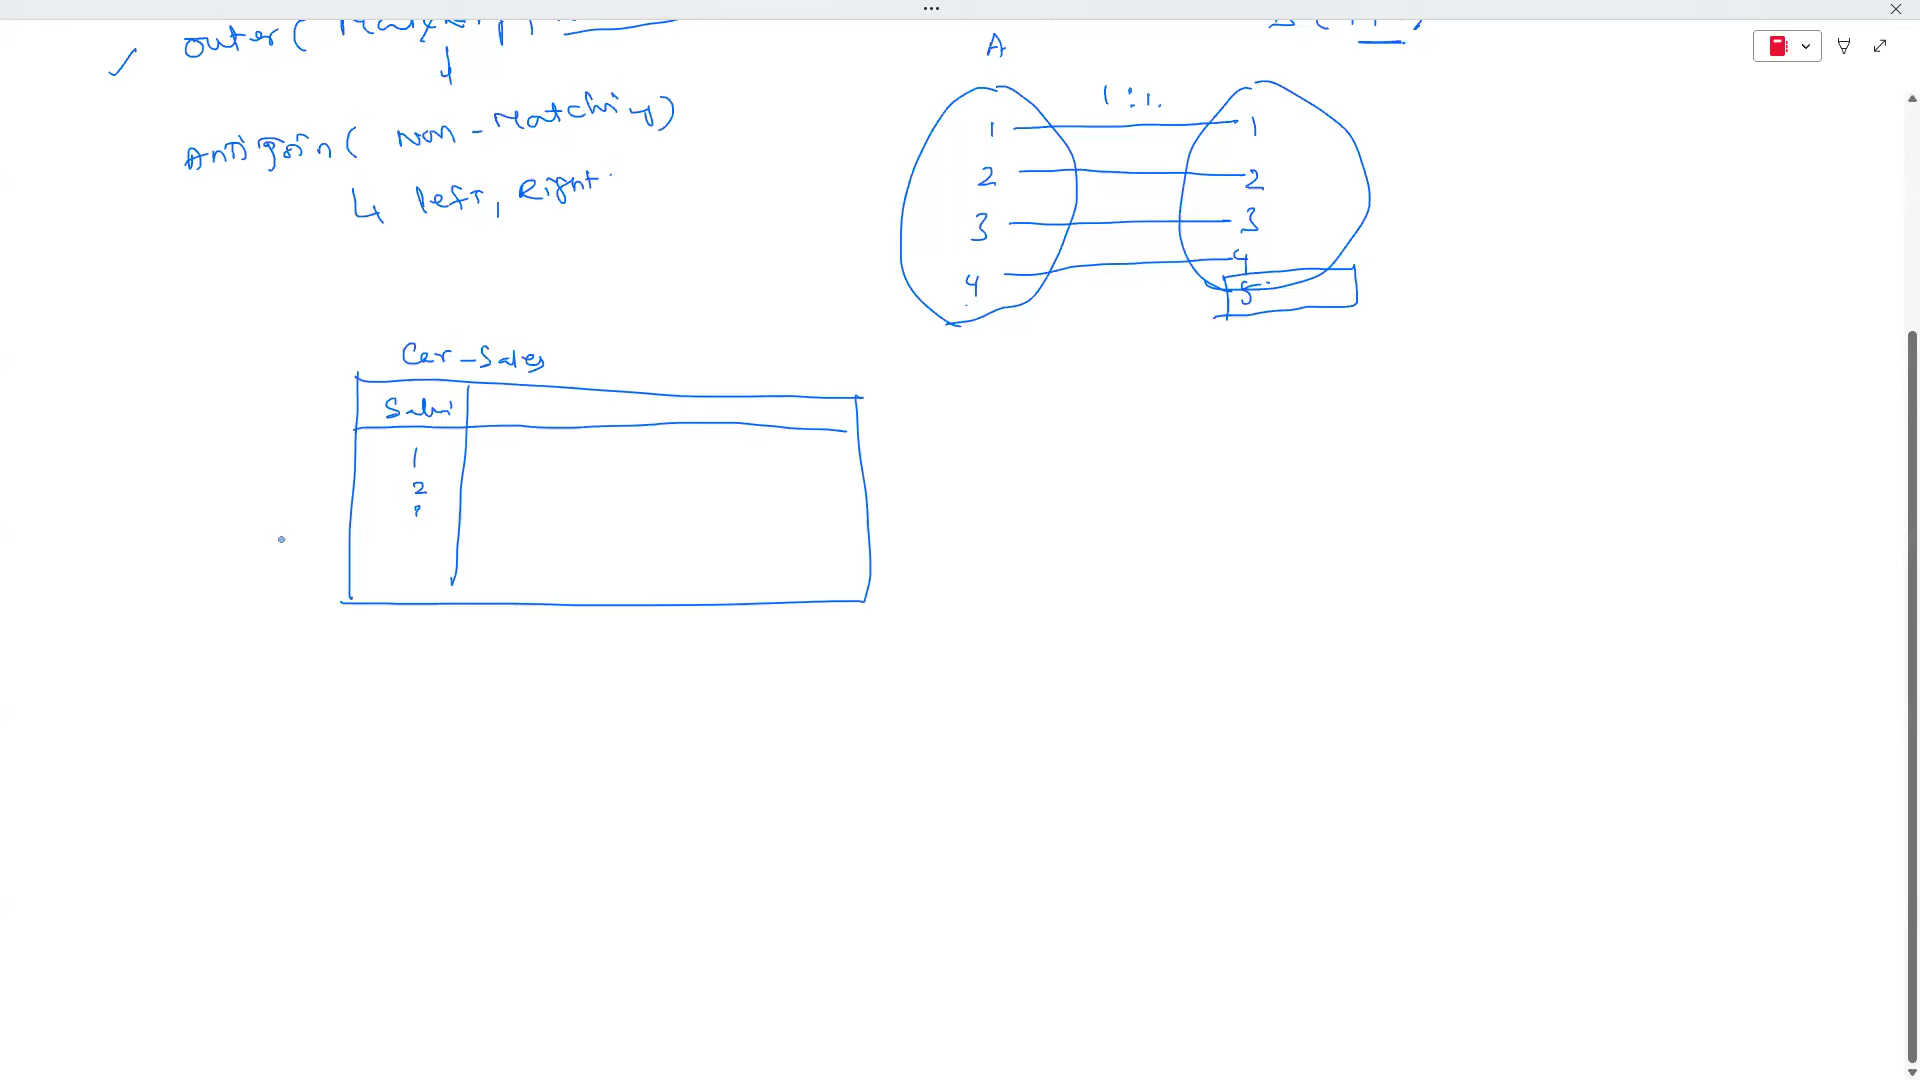 outer (
A
Anti join ( Non - Matching )
↳ left, Right.
1 : 1.
1
1
2
2
3
3
4
4
5
Car - Sales
1
2